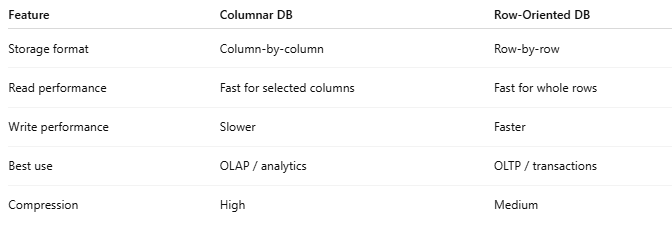 Feature Columnar DB Row-Oriented DB
Storage format Column-by-column Row-by-row
Read performance Fast for selected columns Fast for whole rows
Write performance Slower Faster
Best use OLAP / analytics OLTP / transactions
Compression High Medium